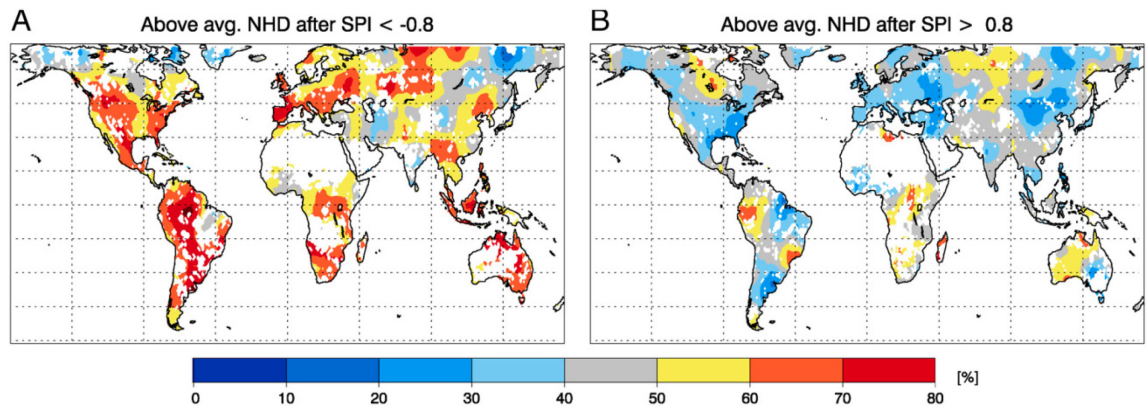 A
Above avg. NHD after SPI < -0.8
B
Above avg. NHD after SPI > 0.8
0 10 20 30 40 50 60 70 80 [%]